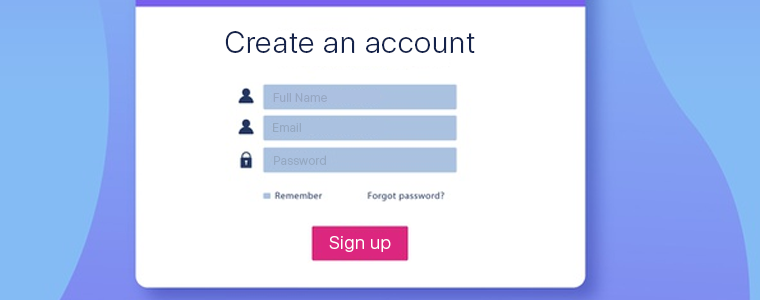 Create an account
Full Name
Email
Password
Remember Forgot password?
Sign up